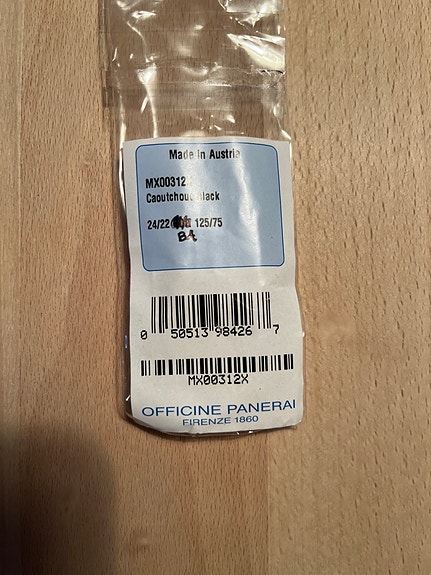 Made in Austria
MX00312
Caoutchouc Black
24/22 125/75
BA
0 50513 98426 7
MX00312X
OFFICINE PANERAI
FIRENZE 1860